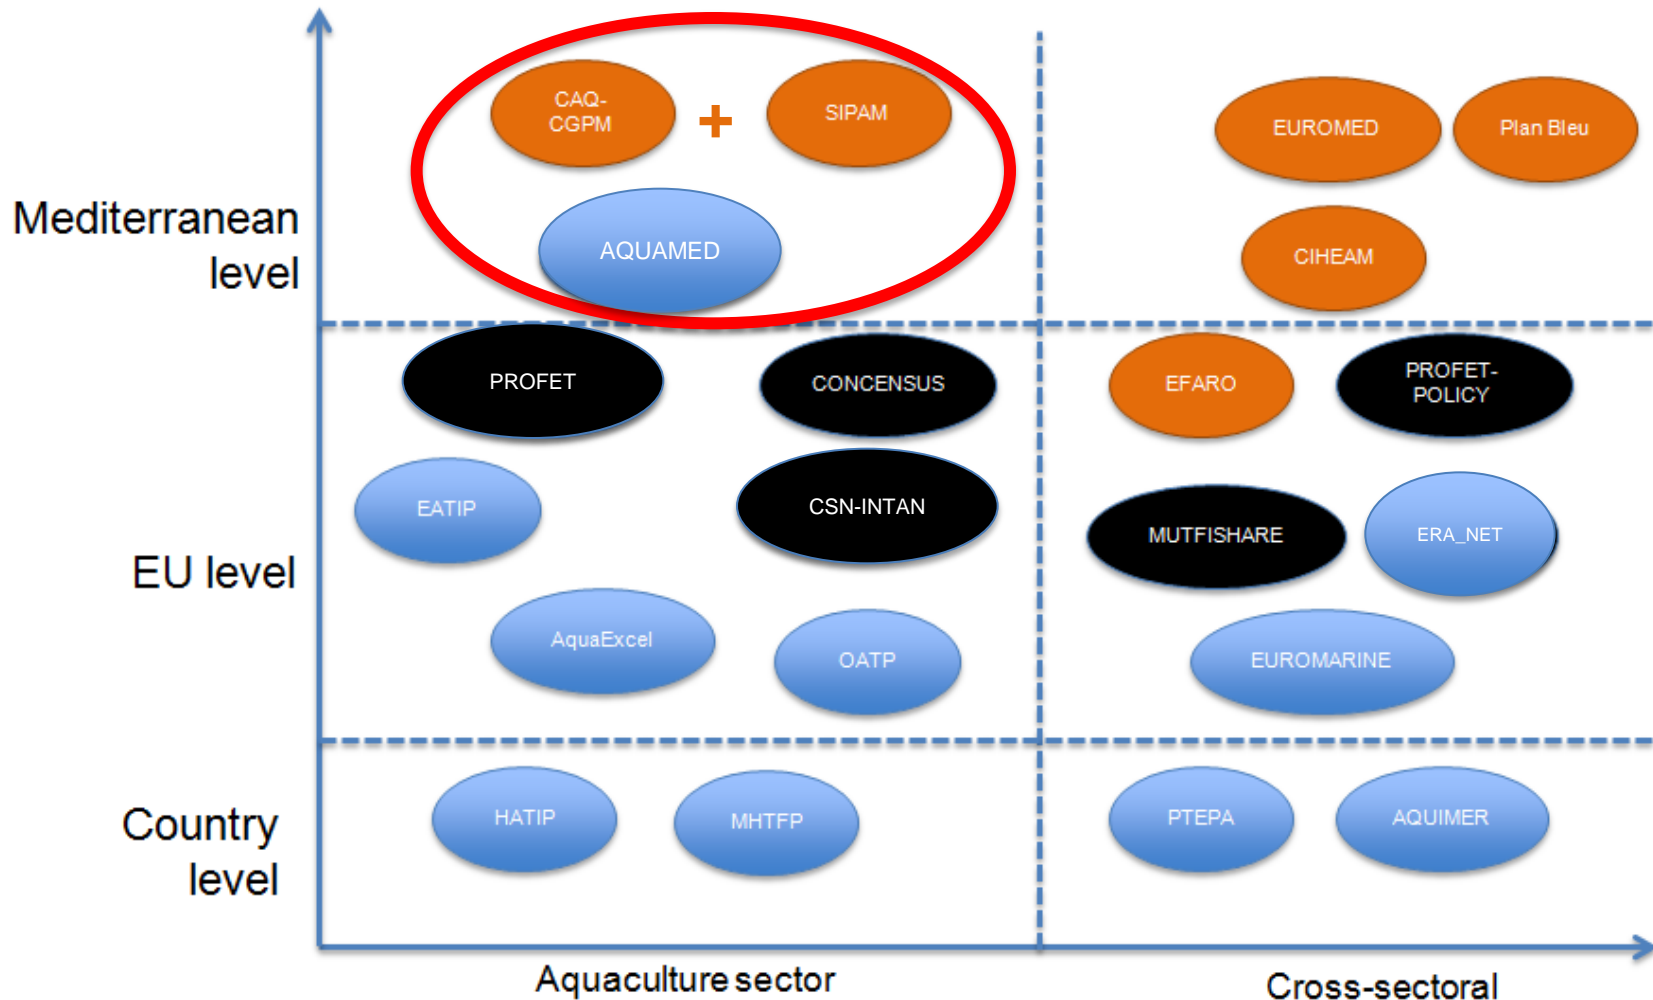 CAQ-
CGPM
+
SIPAM
EUROMED
Plan Bleu
Mediterranean
level
AQUAMED
CIHEAM
PROFET
CONCENSUS
EFARO
PROFET-
POLICY
EATIP
CSN-INTAN
MUTFISHARE
ERA_NET
EU level
AquaExcel
OATP
EUROMARINE
Country
level
HATIP
MHTFP
PTEPA
AQUIMER
Aquaculture sector
Cross-sectoral